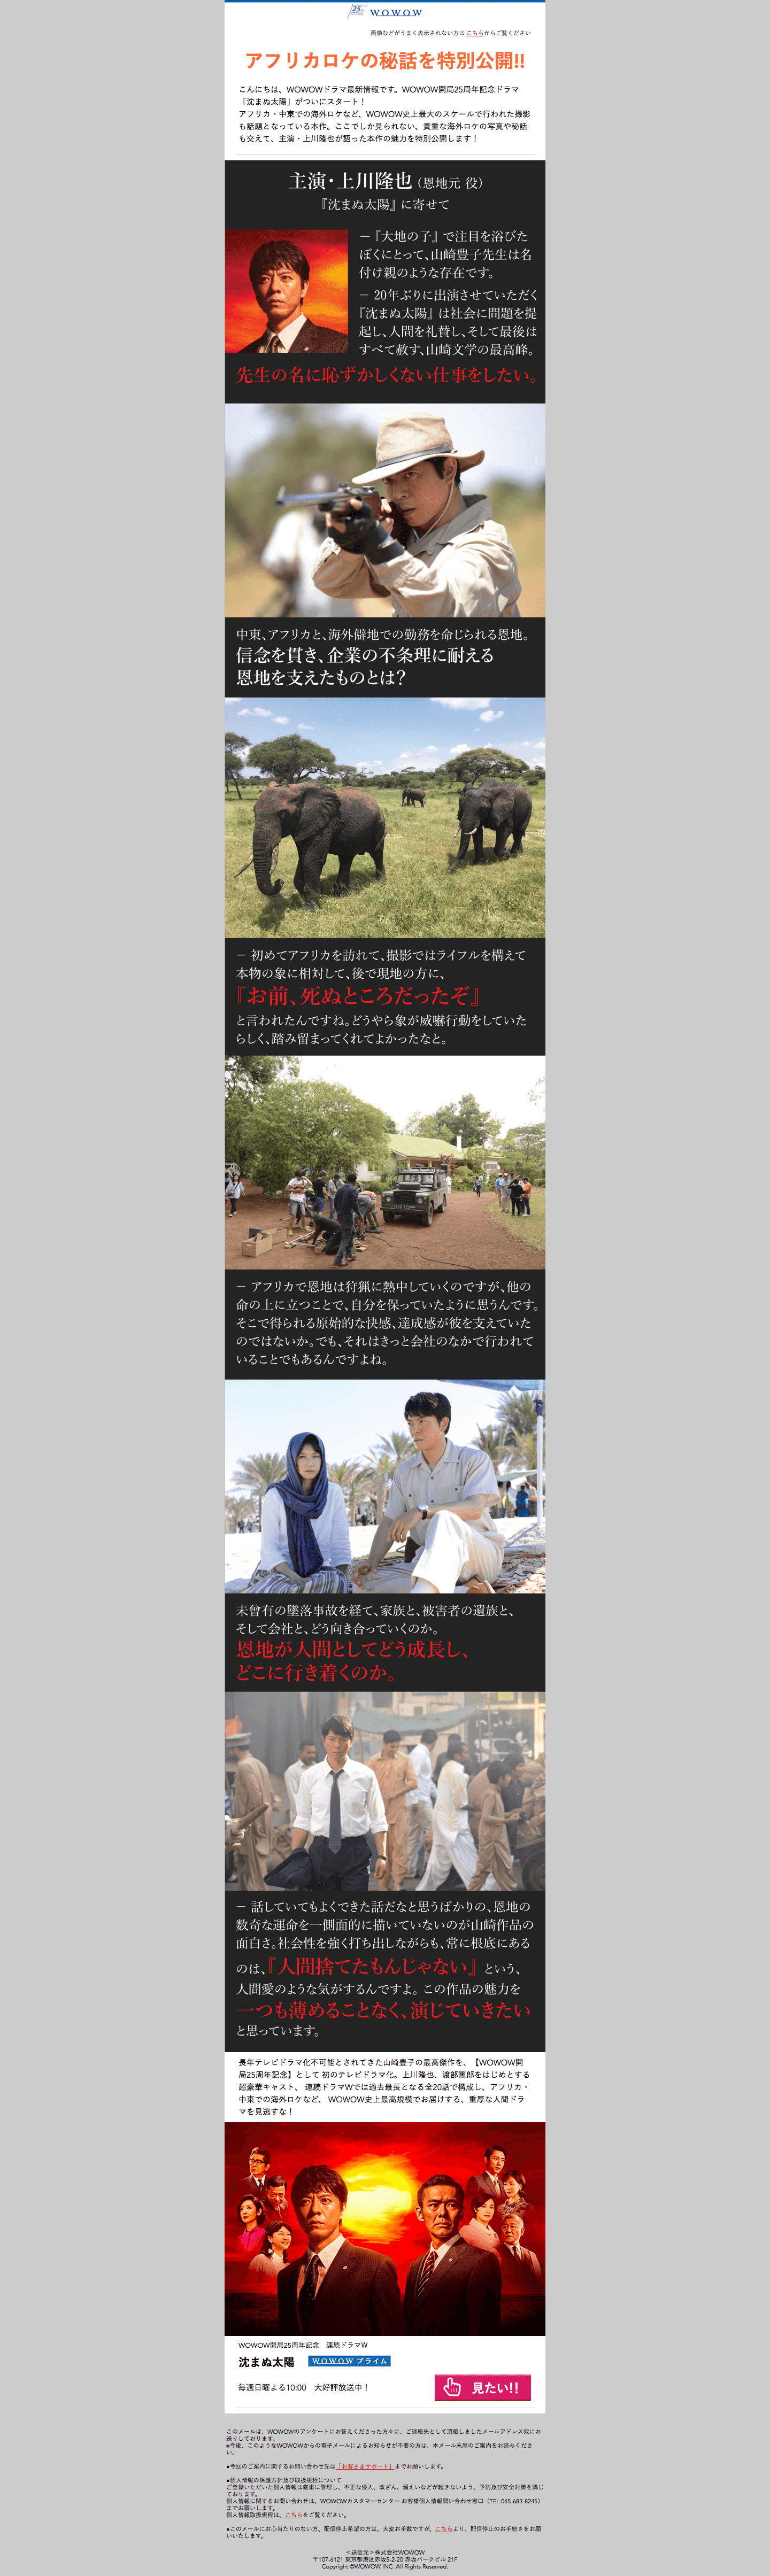 25
WOWOW
画像などがうまく表示されない方は こちらからご覧ください
アフリカロケの秘話を特別公開!!
こんにちは、WOWOWドラマ最新情報です。WOWOW開局25周年記念ドラマ
「沈まぬ太陽」がついにスタート！
アフリカ・中東での海外ロケなど、WOWOW史上最大のスケールで行われた撮影
も話題となっている本作。ここでしか見られない、貴重な海外ロケの写真や秘話
も交えて、主演・上川隆也が語った本作の魅力を特別公開します！
主演・上川隆也（恩地元 役）
『沈まぬ太陽』に寄せて
－『大地の子』で注目を浴びた
ぼくにとって、山崎豊子先生は名
付け親のような存在です。
－ 20年ぶりに出演させていただく
『沈まぬ太陽』は社会に問題を提
起し、人間を礼賛し、そして最後は
すべて赦す、山崎文学の最高峰。
先生の名に恥ずかしくない仕事をしたい。
中東、アフリカと、海外僻地での勤務を命じられる恩地。
信念を貫き、企業の不条理に耐える
恩地を支えたものとは？
－ 初めてアフリカを訪れて、撮影ではライフルを構えて
本物の象に相対して、後で現地の方に、
『お前、死ぬところだったぞ』
と言われたんですね。どうやら象が威嚇行動をしていた
らしく、踏み留まってくれてよかったなと。
－ アフリカで恩地は狩猟に熱中していくのですが、他の
命の上に立つことで、自分を保っていたように思うんです。
そこで得られる原始的な快感、達成感が彼を支えていた
のではないか。でも、それはきっと会社のなかで行われて
いることでもあるんですよね。
未曾有の墜落事故を経て、家族と、被害者の遺族と、
そして会社と、どう向き合っていくのか。
恩地が人間としてどう成長し、
どこに行き着くのか。
－ 話していてもよくできた話だなと思うばかりの、恩地の
数奇な運命を一側面的に描いていないのが山崎作品の
面白さ。社会性を強く打ち出しながらも、常に根底にある
のは、『人間捨てたもんじゃない』という、
人間愛のような気がするんですよ。この作品の魅力を
一つも薄めることなく、演じていきたい
と思っています。
長年テレビドラマ化不可能とされてきた山崎豊子の最高傑作を、【WOWOW開
局25周年記念】として 初のテレビドラマ化。上川隆也、渡部篤郎をはじめとする
超豪華キャスト、 連続ドラマWでは過去最長となる全20話で構成し、アフリカ・
中東での海外ロケなど、 WOWOW史上最高規模でお届けする、重厚な人間ドラ
マを見逃すな！
WOWOW開局25周年記念　連続ドラマW
沈まぬ太陽 WOWOWプライム
毎週日曜よる10:00　大好評放送中！
見たい!!
このメールは、WOWOWのアンケートにお答えくださった方々に、ご連絡先として頂戴しましたメールアドレス宛にお
送りしております。
※今後、このようなWOWOWからの電子メールによるお知らせが不要の方は、本メール末尾のご案内をお読みくださ
い。
●今回のご案内に関するお問い合わせ先は「お客さまサポート」までお願いします。
●個人情報の保護方針及び取扱規程について
ご登録いただいた個人情報は厳重に管理し、不正な侵入、改ざん、漏えいなどが起きないよう、予防及び安全対策を講じ
ております。
個人情報に関するお問い合わせは、WOWOWカスタマーセンター お客様個人情報問い合わせ窓口（TEL:045-683-8245）
までお願いします。
個人情報取扱規程は、こちらをご覧ください。
●このメールにお心当たりのない方、配信停止希望の方は、大変お手数ですが、こちらより、配信停止のお手続きをお願
いいたします。
＜送信元＞株式会社WOWOW
〒107-6121 東京都港区赤坂5-2-20 赤坂パークビル 21F
Copyright ©WOWOW INC. All Rights Reserved.